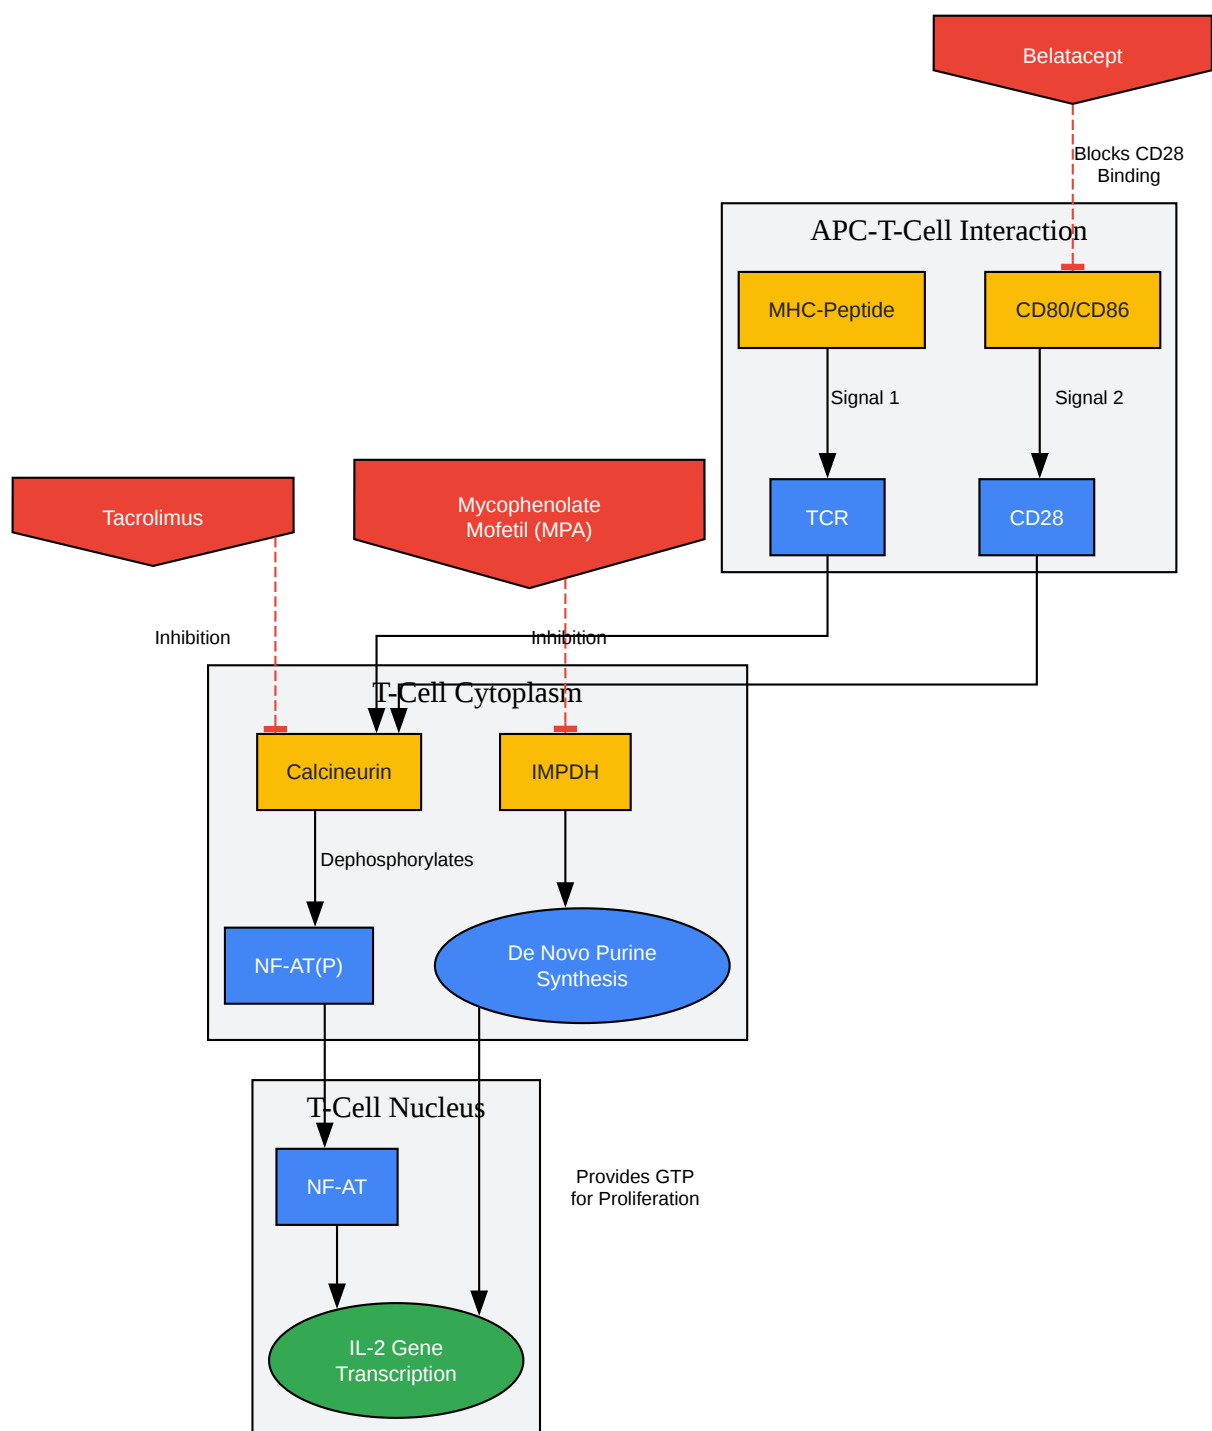 Belatacept
Blocks CD28
Binding
APC-T-Cell Interaction
MHC-Peptide
CD80/CD86
Signal 1
Signal 2
TCR
CD28
Tacrolimus
Mycophenolate
Mofetil (MPA)
Inhibition
Inhibition
T-Cell Cytoplasm
Calcineurin
IMPDH
Dephosphorylates
NF-AT(P)
De Novo Purine
Synthesis
T-Cell Nucleus
NF-AT
Provides GTP
for Proliferation
IL-2 Gene
Transcription